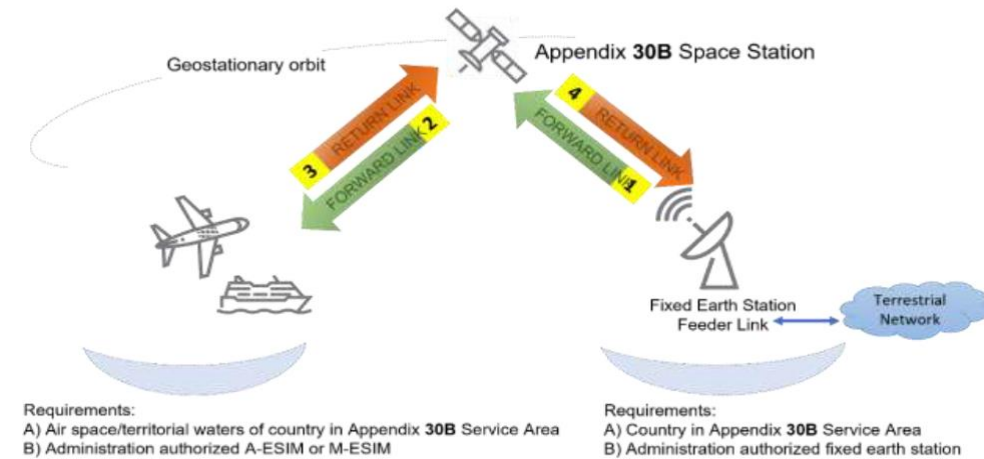 Geostationary orbit
Appendix 30B Space Station
3 RETURN LINK
FORWARD LINK 2
4 RETURN LINK
FORWARD LINK 1
Fixed Earth Station
Feeder Link
Terrestrial
Network
Requirements:
A) Air space/territorial waters of country in Appendix 30B Service Area
B) Administration authorized A-ESIM or M-ESIM
Requirements:
A) Country in Appendix 30B Service Area
B) Administration authorized fixed earth station